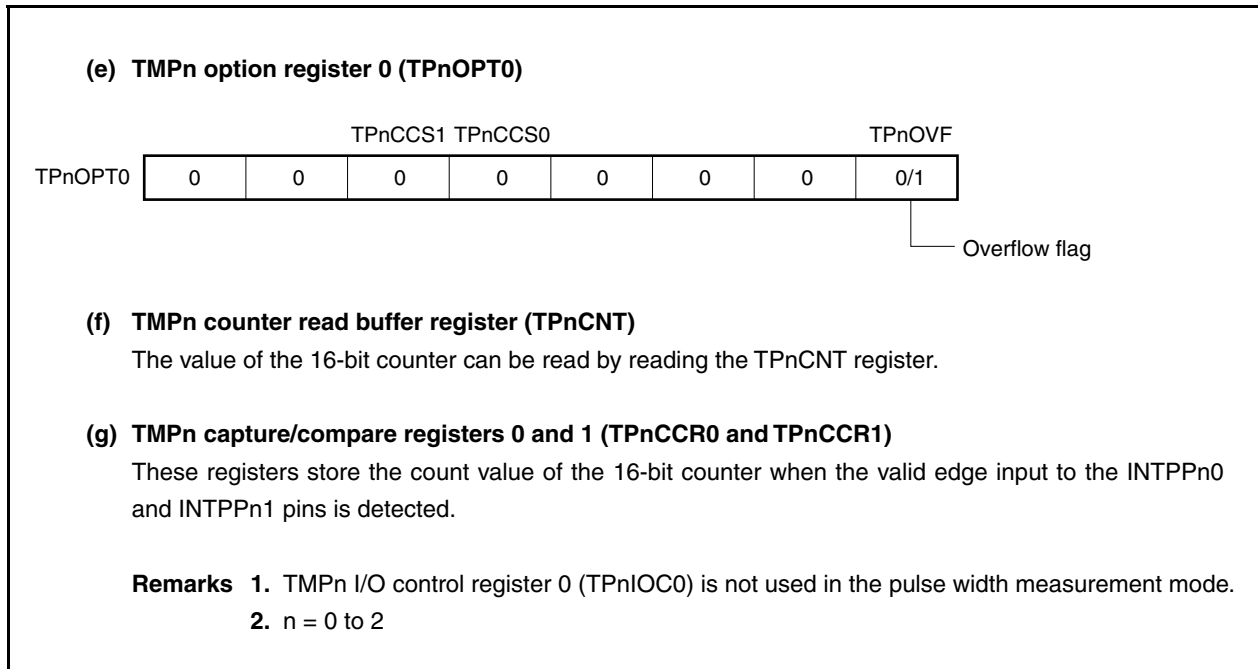 (e) TMPn option register 0 (TPnOPT0)
TPnCCS1 TPnCCS0 TPnOVF
TPnOPT0 0 0 0 0 0 0 0 0/1
Overflow flag
(f) TMPn counter read buffer register (TPnCNT)
The value of the 16-bit counter can be read by reading the TPnCNT register.
(g) TMPn capture/compare registers 0 and 1 (TPnCCR0 and TPnCCR1)
These registers store the count value of the 16-bit counter when the valid edge input to the INTPPn0
and INTPPn1 pins is detected.
Remarks 1. TMPn I/O control register 0 (TPnIOC0) is not used in the pulse width measurement mode.
2. n = 0 to 2